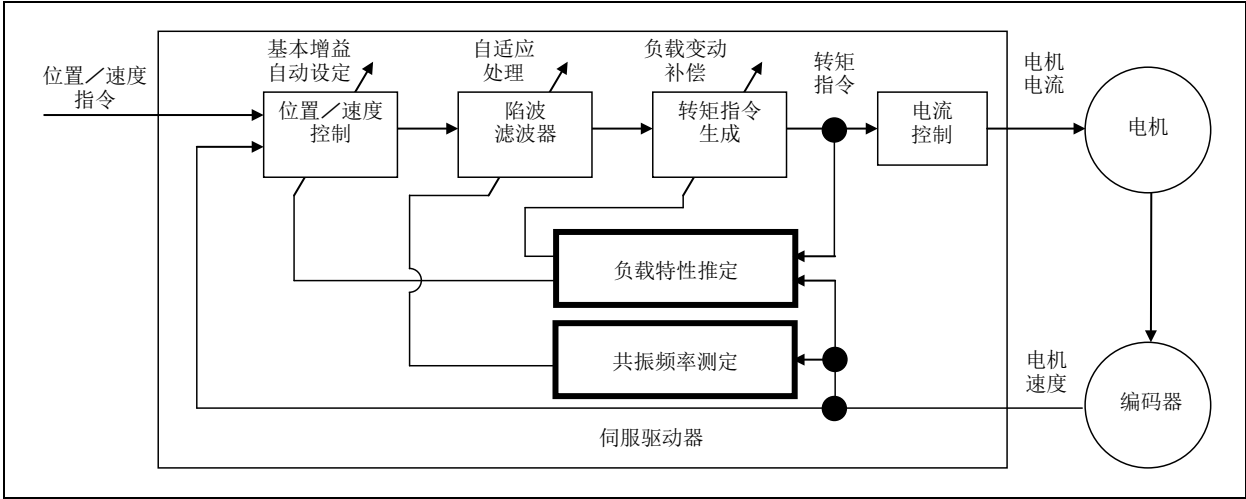 位置／速度
指令
基本增益
自动设定
位置／速度
控制
自适应
处理
陷波
滤波器
负载变动
补偿
转矩指令
生成
转矩
指令
电流
控制
电机
电流
电机
负载特性推定
共振频率测定
电机
速度
编码器
伺服驱动器